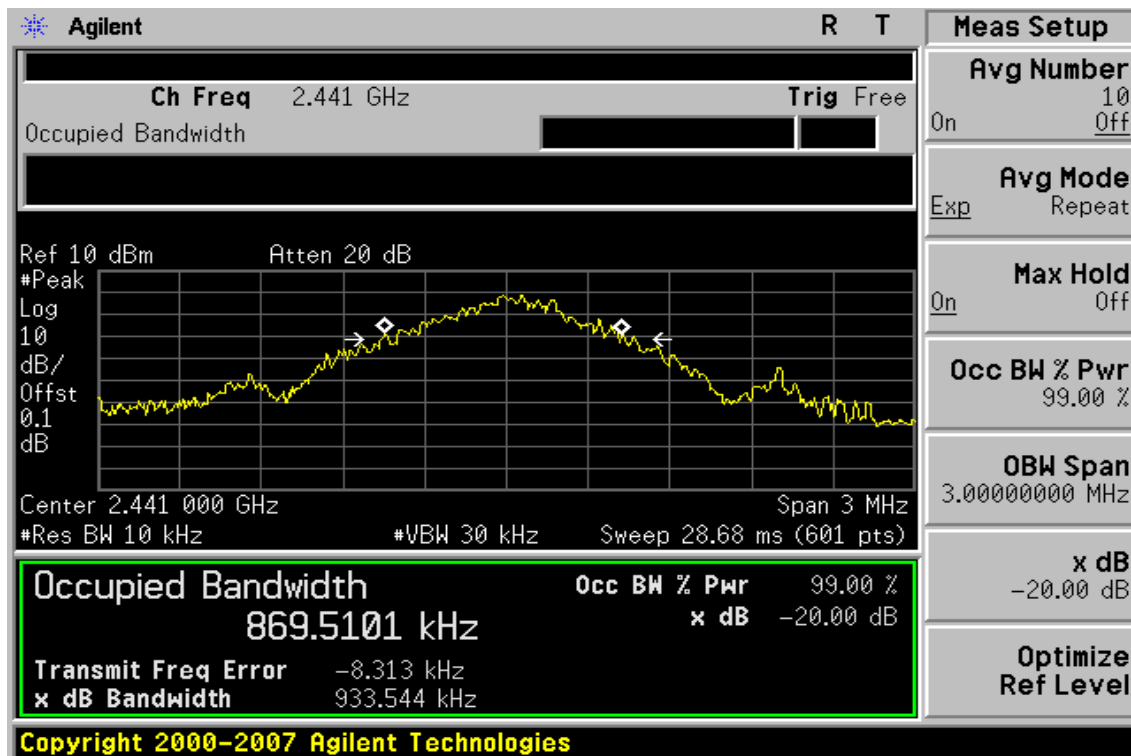 Agilent R T
Ch Freq 2.441 GHz Trig Free
Occupied Bandwidth
Ref 10 dBm Atten 20 dB
#Peak
Log
10
dB/
Offst
0.1
dB
Center 2.441 000 GHz Span 3 MHz
#Res BW 10 kHz #VBW 30 kHz Sweep 28.68 ms (601 pts)
Occupied Bandwidth Occ BW % Pwr 99.00 %
869.5101 kHz x dB -20.00 dB
Transmit Freq Error -8.313 kHz
x dB Bandwidth 933.544 kHz
Copyright 2000-2007 Agilent Technologies
Meas Setup
Avg Number
10
On Off
Avg Mode
Exp Repeat
Max Hold
On Off
Occ BW % Pwr
99.00 %
OBW Span
3.00000000 MHz
x dB
-20.00 dB
Optimize
Ref Level